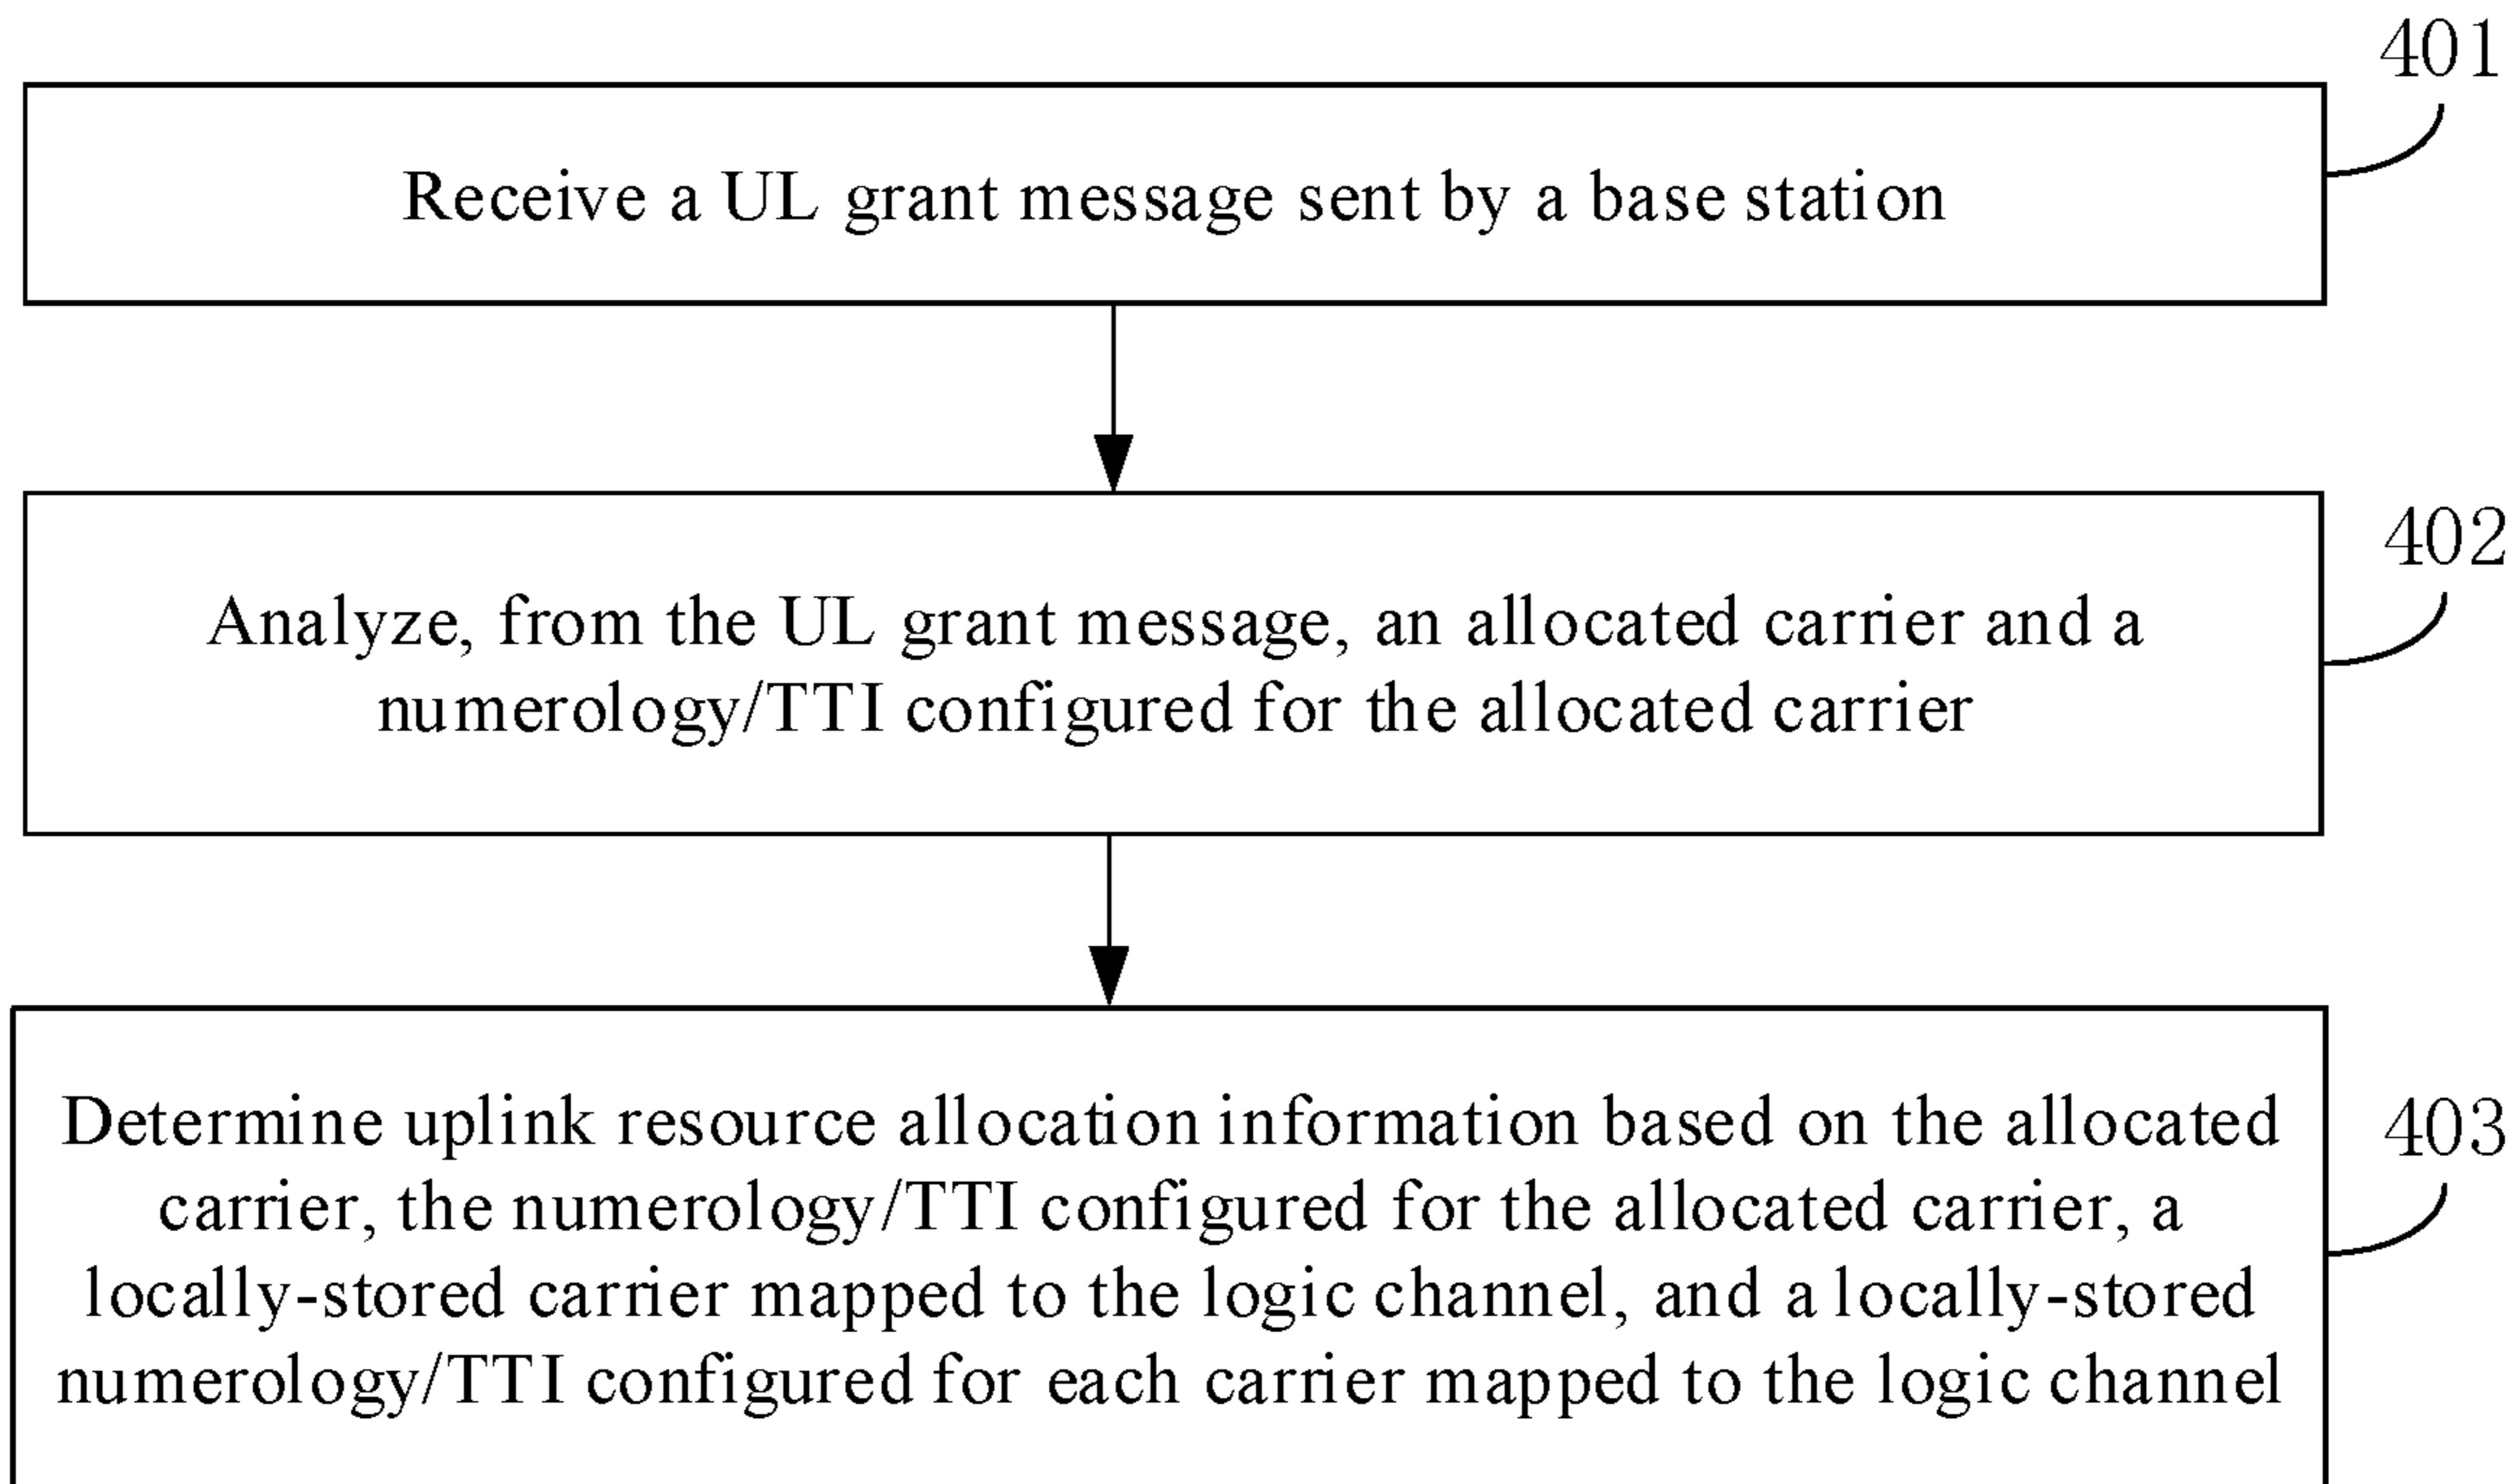 401
Receive a UL grant message sent by a base station
402
Analyze, from the UL grant message, an allocated carrier and a
numerology/TTI configured for the allocated carrier
403
Determine uplink resource allocation information based on the allocated
carrier, the numerology/TTI configured for the allocated carrier, a
locally-stored carrier mapped to the logic channel, and a locally-stored
numerology/TTI configured for each carrier mapped to the logic channel